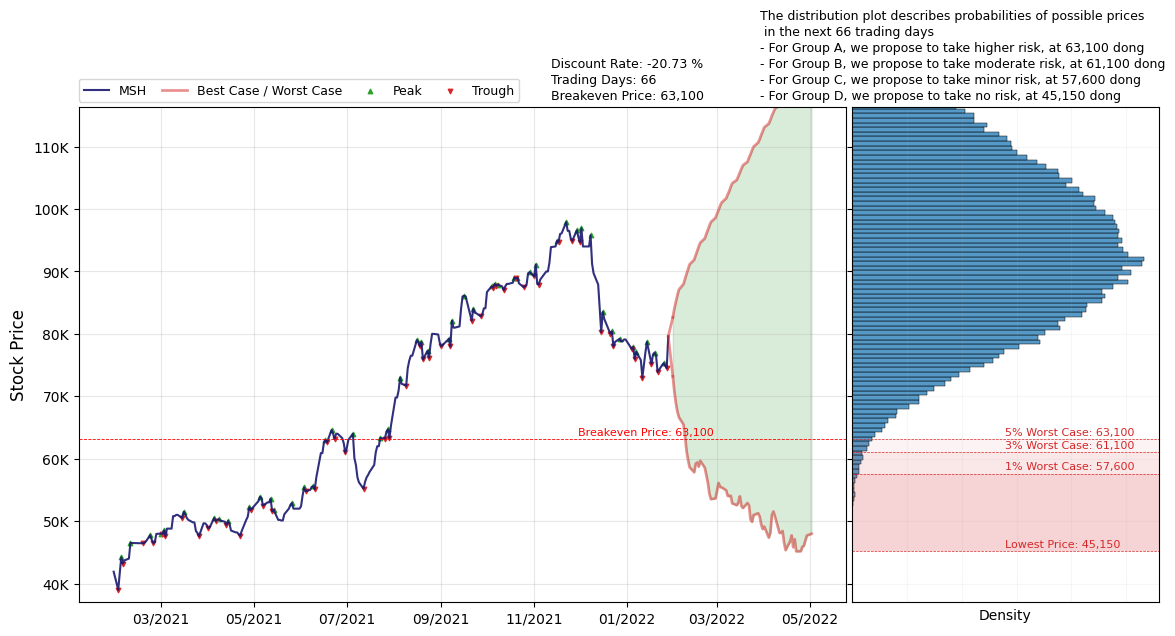 The distribution plot describes probabilities of possible prices
in the next 66 trading days
- For Group A, we propose to take higher risk, at 63,100 dong
- For Group B, we propose to take moderate risk, at 61,100 dong
- For Group C, we propose to take minor risk, at 57,600 dong
- For Group D, we propose to take no risk, at 45,150 dong
Discount Rate: -20.73 %
Trading Days: 66
Breakeven Price: 63,100
MSH
Best Case / Worst Case
Peak
Trough
Stock Price
110K
100K
90K
80K
70K
60K
50K
40K
Breakeven Price: 63,100
03/2021
05/2021
07/2021
09/2021
11/2021
01/2022
03/2022
05/2022
5% Worst Case: 63,100
3% Worst Case: 61,100
1% Worst Case: 57,600
Lowest Price: 45,150
Density